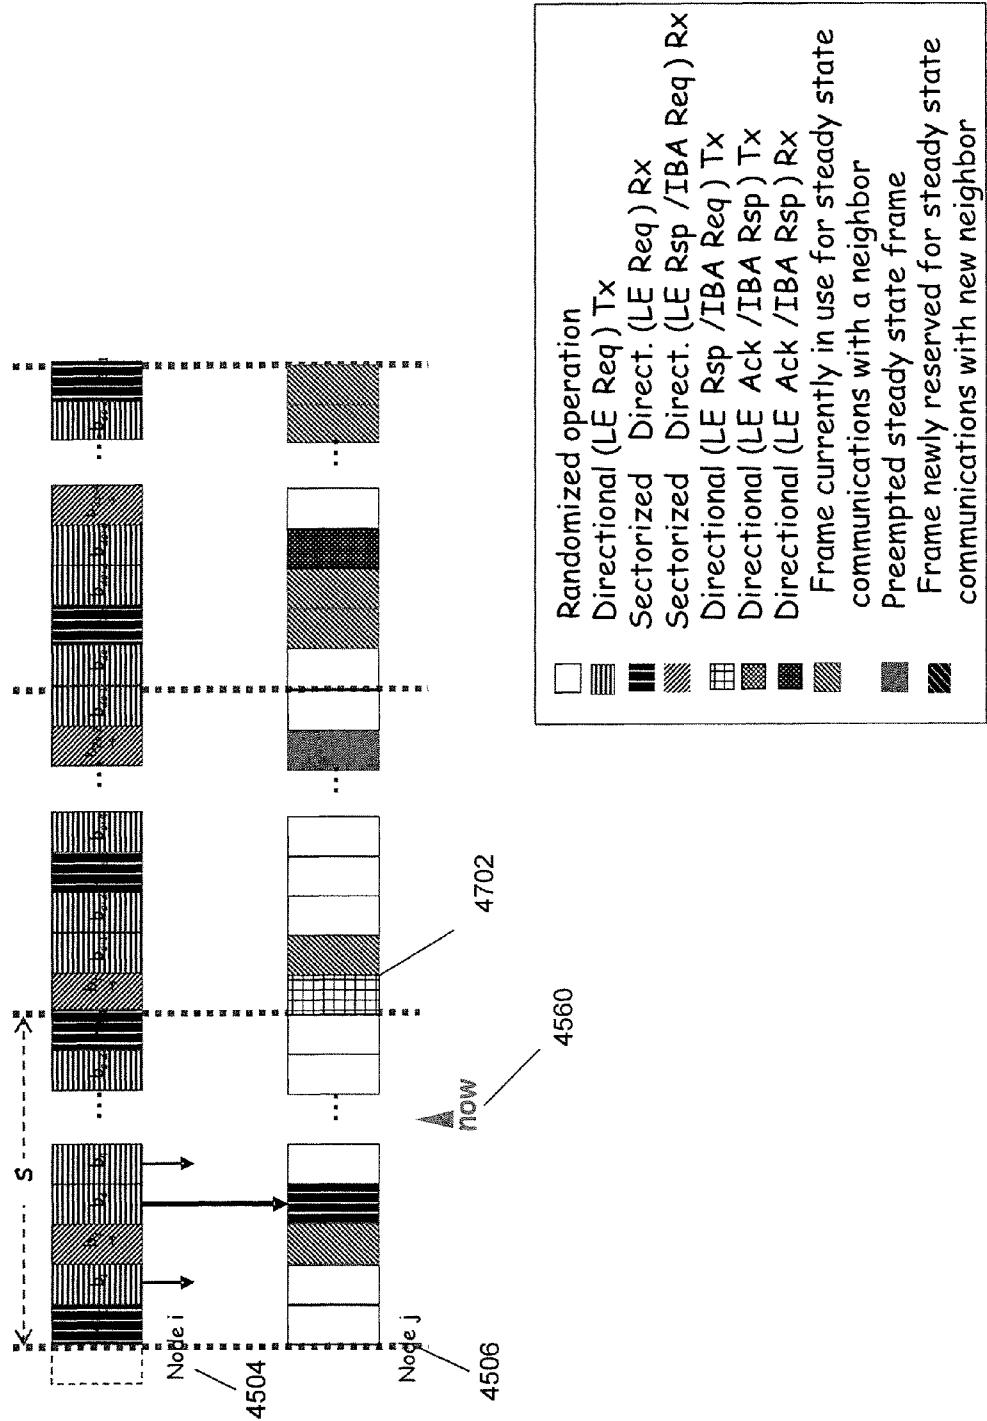 S
Node i
4504
Node j
4506
now
4560
4702
Randomized operation
Directional (LE Req) Tx
Sectorized Direct. (LE Req) Rx
Sectorized Direct. (LE Rsp /IBA Req) Rx
Directional (LE Rsp /IBA Req) Tx
Directional (LE Ack /IBA Rsp) Tx
Directional (LE Ack /IBA Rsp) Rx
Frame currently in use for steady state
communications with a neighbor
Preempted steady state frame
Frame newly reserved for steady state
communications with new neighbor